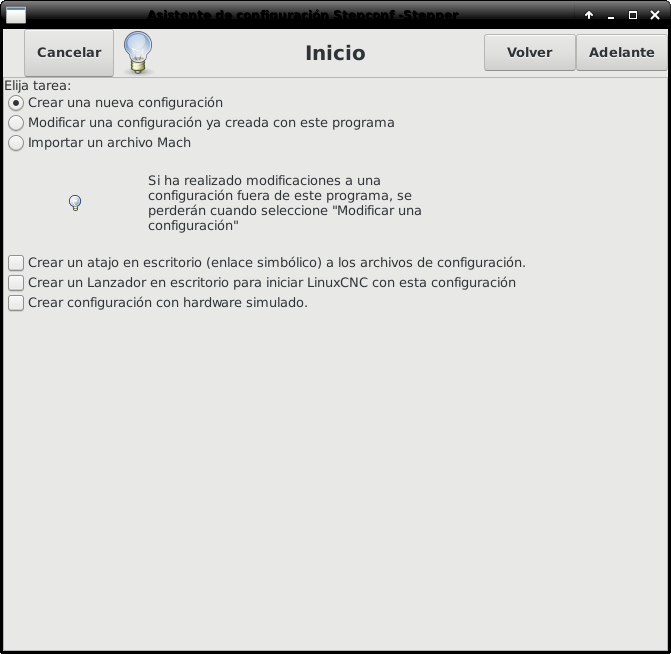 Asistente de configuración Stepconf -Stepper
Cancelar
Inicio
Volver
Adelante
Elija tarea:
Crear una nueva configuración
Modificar una configuración ya creada con este programa
Importar un archivo Mach
Si ha realizado modificaciones a una
configuración fuera de este programa, se
perderán cuando seleccione "Modificar una
configuración"
Crear un atajo en escritorio (enlace simbólico) a los archivos de configuración.
Crear un Lanzador en escritorio para iniciar LinuxCNC con esta configuración
Crear configuración con hardware simulado.